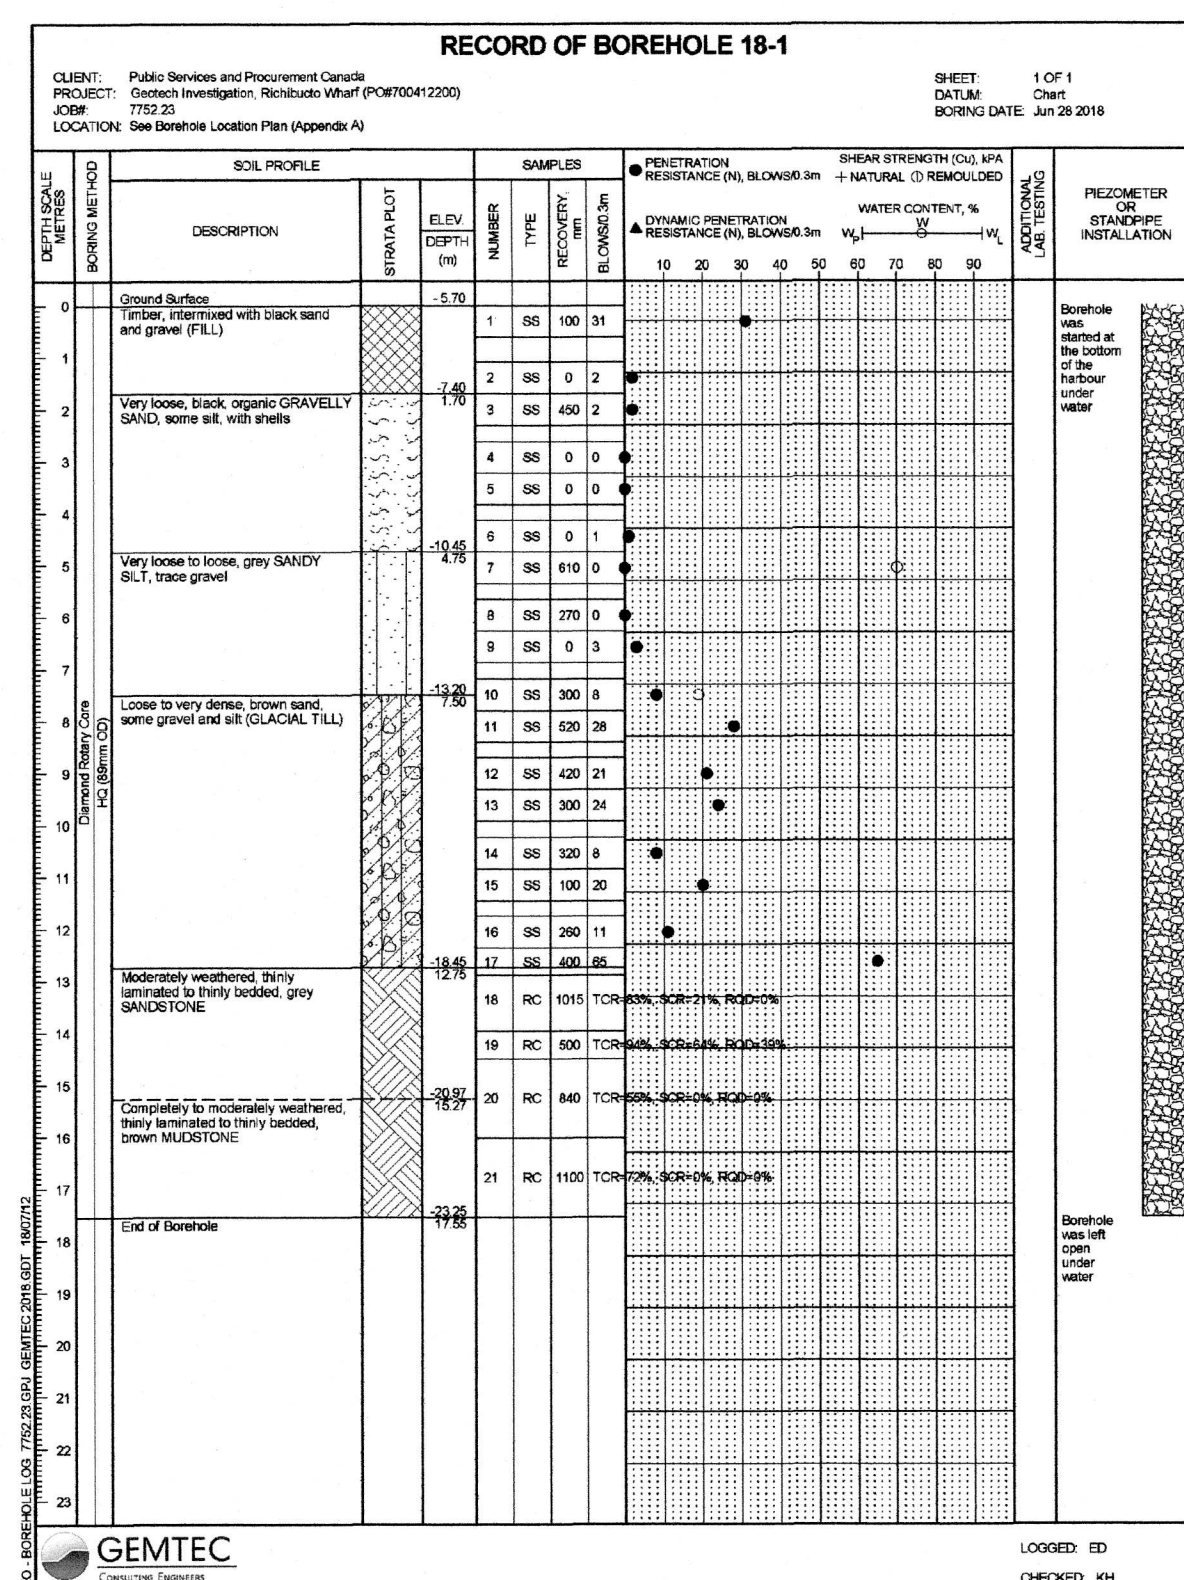 RECORD OF BOREHOLE 18-1
CLIENT: Public Services and Procurement Canada
PROJECT: Geotech Investigation, Richibucto Wharf (PO#700412200)
JOB#: 7752.23
LOCATION: See Borehole Location Plan (Appendix A)
SHEET: 1 OF 1
DATUM: Chart
BORING DATE: Jun 28 2018
DEPTH SCALE
METRES
BORING METHOD
SOIL PROFILE
DESCRIPTION
STRATA PLOT
ELEV.
DEPTH
(m)
SAMPLES
NUMBER
TYPE
RECOVERY,
mm
BLOWS/0.3m
PENETRATION
RESISTANCE (N), BLOWS/0.3m
SHEAR STRENGTH (Cu), kPA
+ NATURAL ⊕ REMOULDED
DYNAMIC PENETRATION
RESISTANCE (N), BLOWS/0.3m
WATER CONTENT, %
W
Wp
WL
10 20 30 40 50 60 70 80 90
ADDITIONAL
LAB. TESTING
PIEZOMETER
OR
STANDPIPE
INSTALLATION
0
1
2
3
4
5
6
7
8
9
10
11
12
13
14
15
16
17
18
19
20
21
22
23
Diamond Rotary Core
HQ (89mm OD)
Ground Surface -5.70
Timber, intermixed with black sand
and gravel (FILL)
-7.40
1.70
Very loose, black, organic GRAVELLY
SAND, some silt, with shells
-10.45
4.75
Very loose to loose, grey SANDY
SILT, trace gravel
-13.20
7.50
Loose to very dense, brown sand,
some gravel and silt (GLACIAL TILL)
-18.45
12.75
Moderately weathered, thinly
laminated to thinly bedded, grey
SANDSTONE
-20.97
15.27
Completely to moderately weathered,
thinly laminated to thinly bedded,
brown MUDSTONE
-23.25
17.55
End of Borehole
1 SS 100 31
2 SS 0 2
3 SS 450 2
4 SS 0 0
5 SS 0 0
6 SS 0 1
7 SS 610 0
8 SS 270 0
9 SS 0 3
10 SS 300 8
11 SS 520 28
12 SS 420 21
13 SS 300 24
14 SS 320 8
15 SS 100 20
16 SS 260 11
17 SS 400 65
18 RC 1015 TCR=83%, SCR=21%, RQD=0%
19 RC 500 TCR=94%, SCR=64%, RQD=39%
20 RC 840 TCR=55%, SCR=0%, RQD=0%
21 RC 1100 TCR=72%, SCR=0%, RQD=0%
Borehole
was
started at
the bottom
of the
harbour
under
water
Borehole
was left
open
under
water
O - BOREHOLE LOG 7752.23.GPJ GEMTEC 2018.GDT 18/07/12
GEMTEC
CONSULTING ENGINEERS
LOGGED: ED
CHECKED: KH